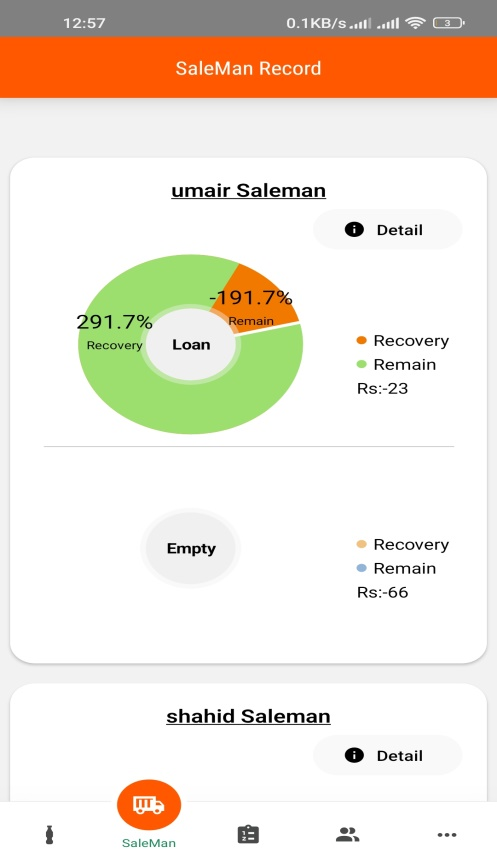 12:57 0.1KB/s 3
SaleMan Record
umair Saleman
Detail
-191.7%
Remain
291.7%
Recovery
Loan
Recovery
Remain
Rs:-23
Empty
Recovery
Remain
Rs:-66
shahid Saleman
Detail
SaleMan